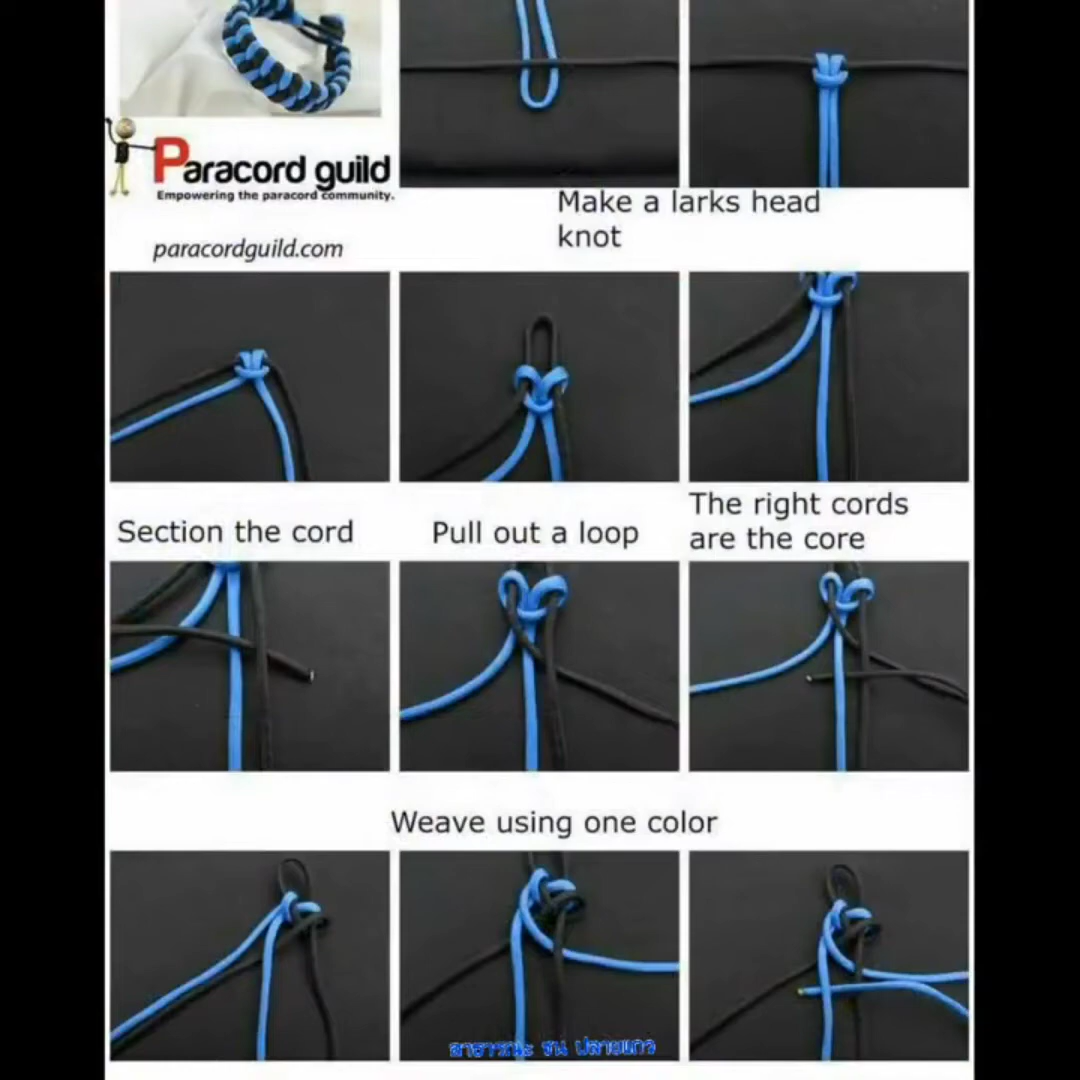 Paracord guild
Empowering the paracord community.
paracordguild.com
Make a larks head
knot
Section the cord
Pull out a loop
The right cords
are the core
Weave using one color